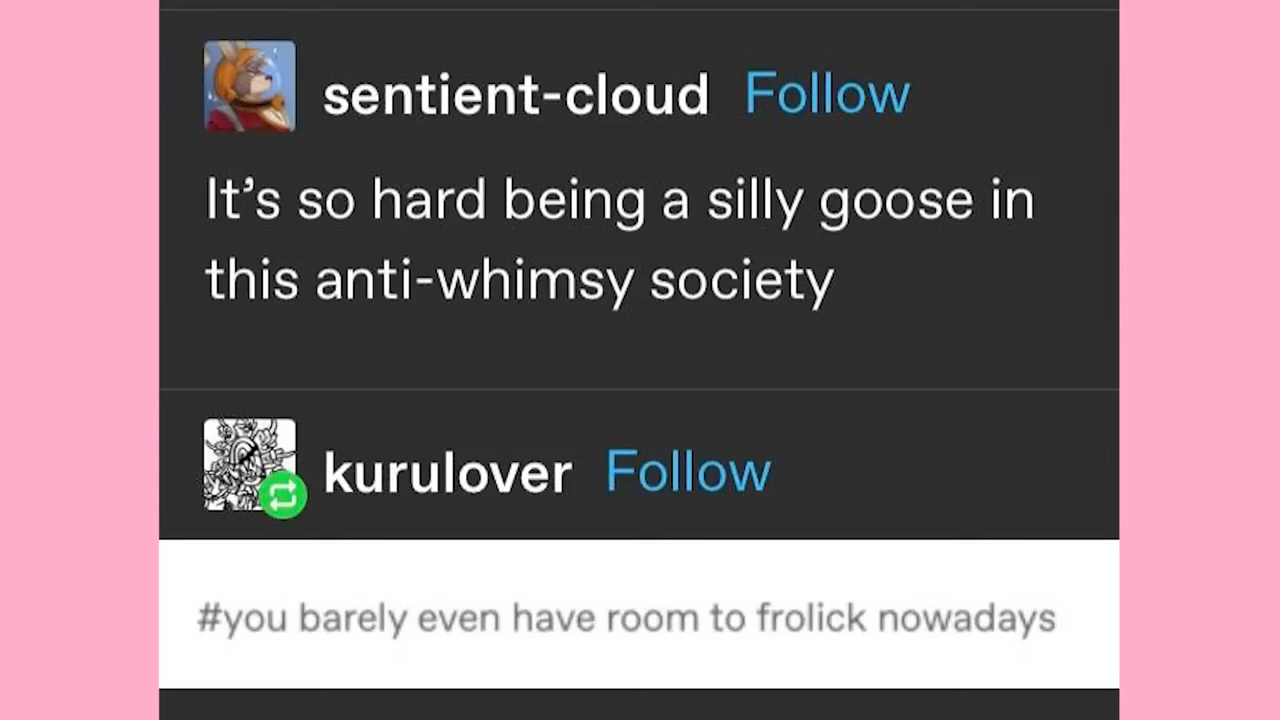 sentient-cloud Follow
It's so hard being a silly goose in
this anti-whimsy society
kurulover Follow
#you barely even have room to frolick nowadays